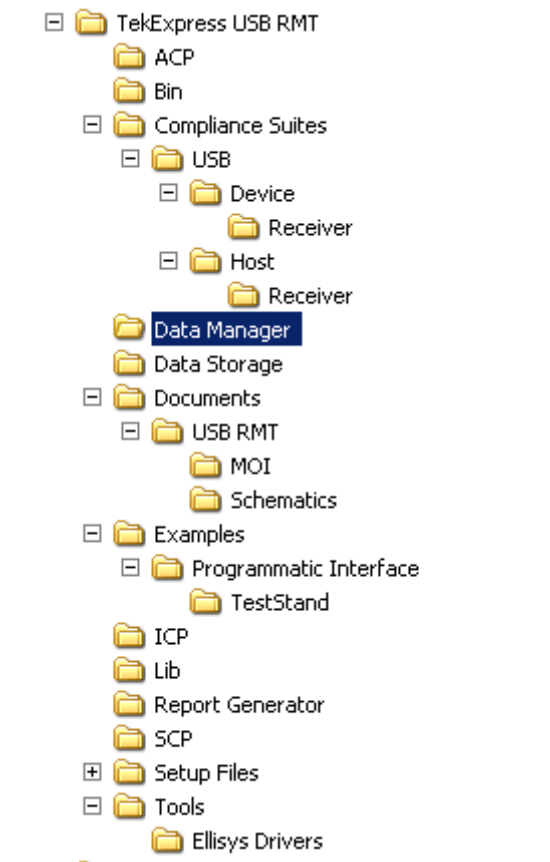 TekExpress USB RMT
ACP
Bin
Compliance Suites
USB
Device
Receiver
Host
Receiver
Data Manager
Data Storage
Documents
USB RMT
MOI
Schematics
Examples
Programmatic Interface
TestStand
ICP
Lib
Report Generator
SCP
Setup Files
Tools
Ellisys Drivers